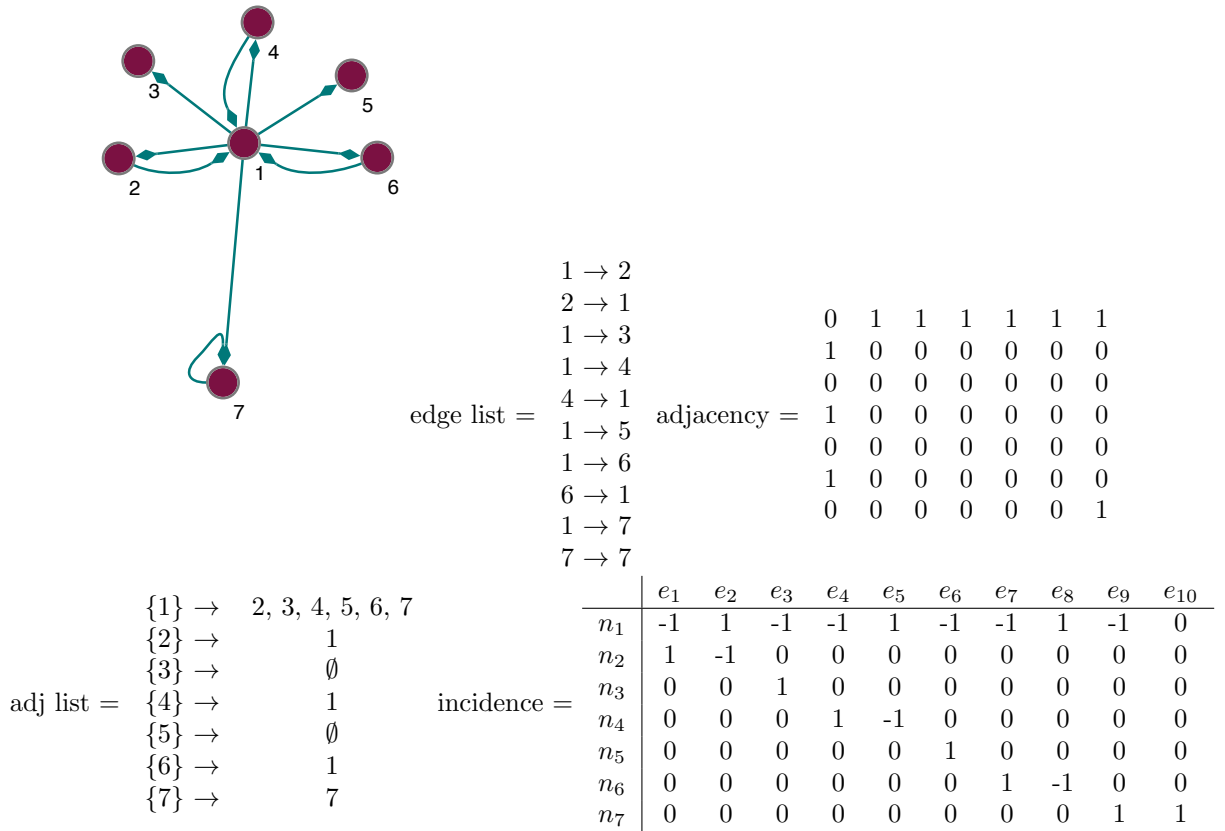 4
3
5
1
2
6
7
edge list =
1 → 2
2 → 1
1 → 3
1 → 4
4 → 1
1 → 5
1 → 6
6 → 1
1 → 7
7 → 7
adjacency =
0 1 1 1 1 1 1
1 0 0 0 0 0 0
0 0 0 0 0 0 0
1 0 0 0 0 0 0
0 0 0 0 0 0 0
1 0 0 0 0 0 0
0 0 0 0 0 0 1
adj list =
{1} → 2, 3, 4, 5, 6, 7
{2} → 1
{3} → ∅
{4} → 1
{5} → ∅
{6} → 1
{7} → 7
incidence =
e₁ e₂ e₃ e₄ e₅ e₆ e₇ e₈ e₉ e₁₀
n₁ -1 1 -1 -1 1 -1 -1 1 -1 0
n₂ 1 -1 0 0 0 0 0 0 0 0
n₃ 0 0 1 0 0 0 0 0 0 0
n₄ 0 0 0 1 -1 0 0 0 0 0
n₅ 0 0 0 0 0 1 0 0 0 0
n₆ 0 0 0 0 0 0 1 -1 0 0
n₇ 0 0 0 0 0 0 0 0 1 1